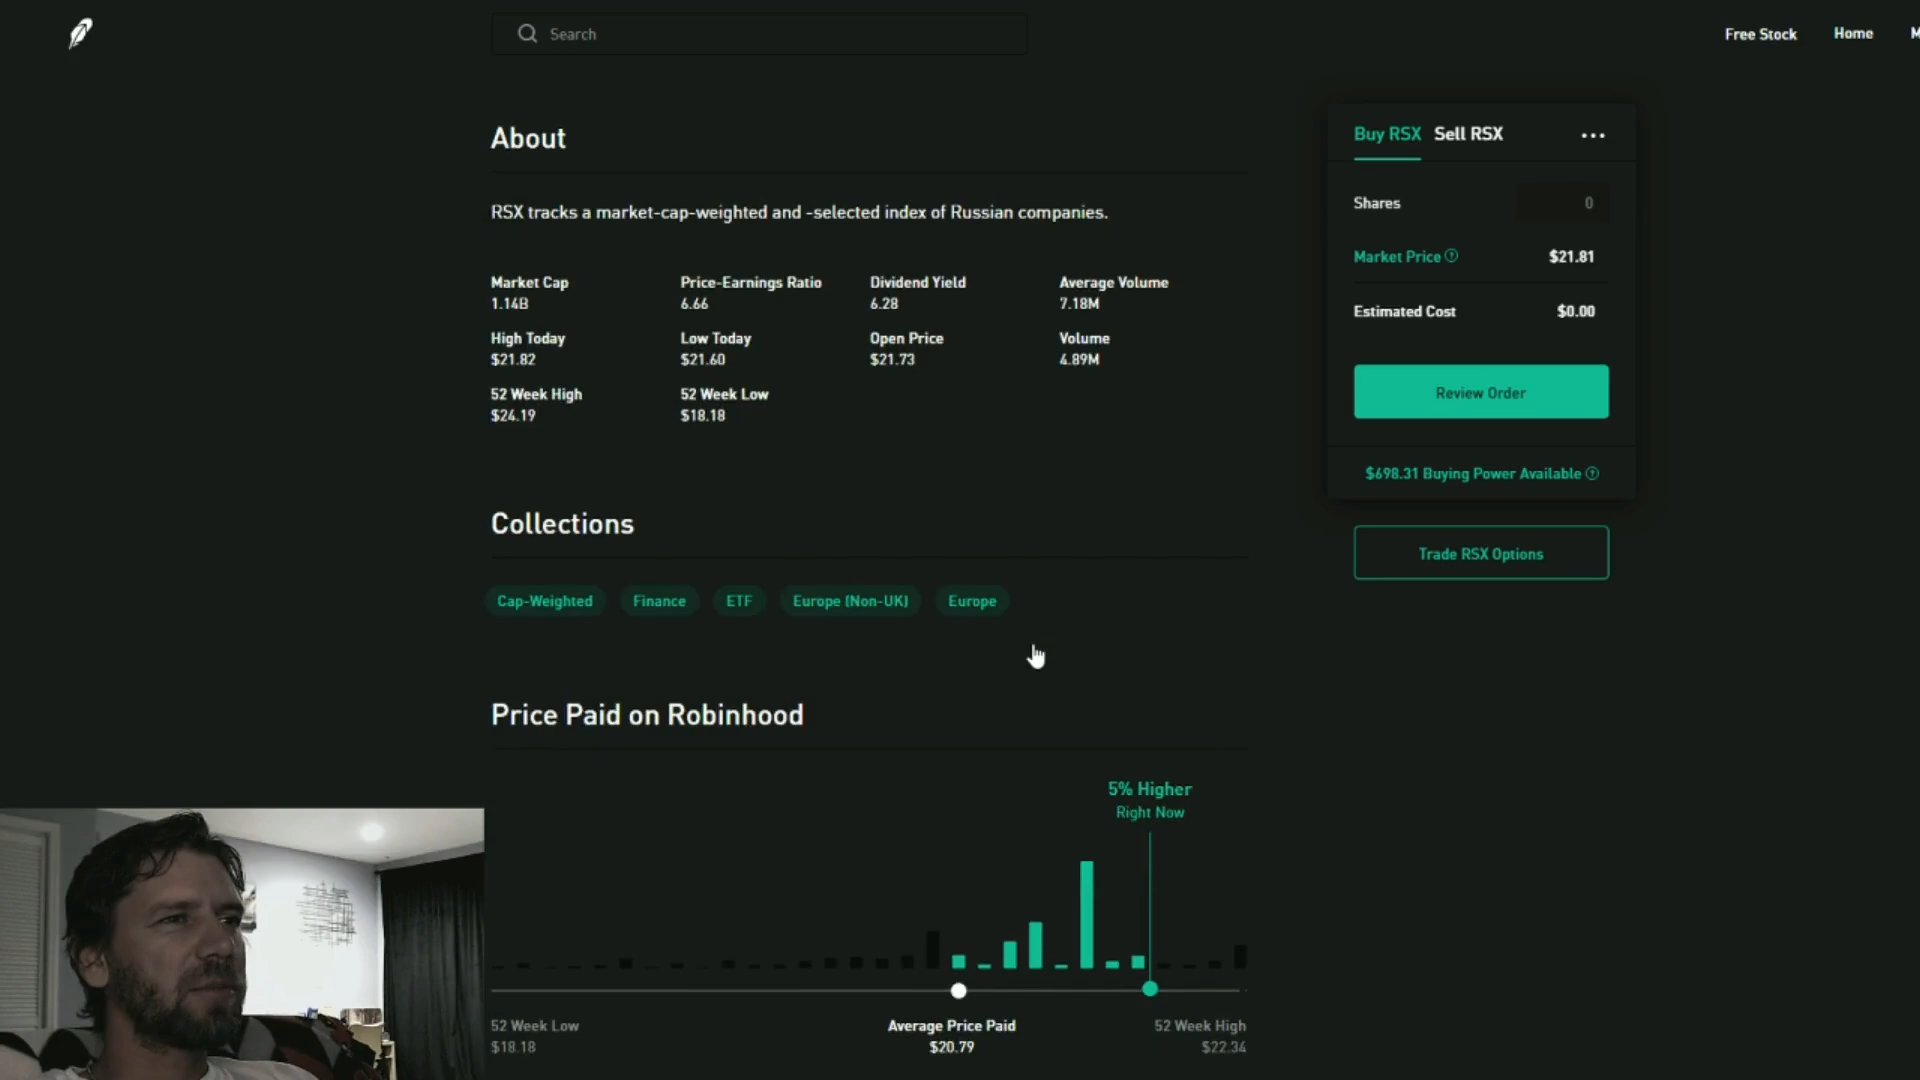 Search
Free Stock
Home
M
About
RSX tracks a market-cap-weighted and -selected index of Russian companies.
Market Cap
1.14B
Price-Earnings Ratio
6.66
Dividend Yield
6.28
Average Volume
7.18M
High Today
$21.82
Low Today
$21.60
Open Price
$21.73
Volume
4.89M
52 Week High
$24.19
52 Week Low
$18.18
Collections
Cap-Weighted
Finance
ETF
Europe (Non-UK)
Europe
Price Paid on Robinhood
5% Higher
Right Now
52 Week Low
$18.18
Average Price Paid
$20.79
52 Week High
$22.34
Buy RSX
Sell RSX
Shares
0
Market Price
$21.81
Estimated Cost
$0.00
Review Order
$698.31 Buying Power Available
Trade RSX Options